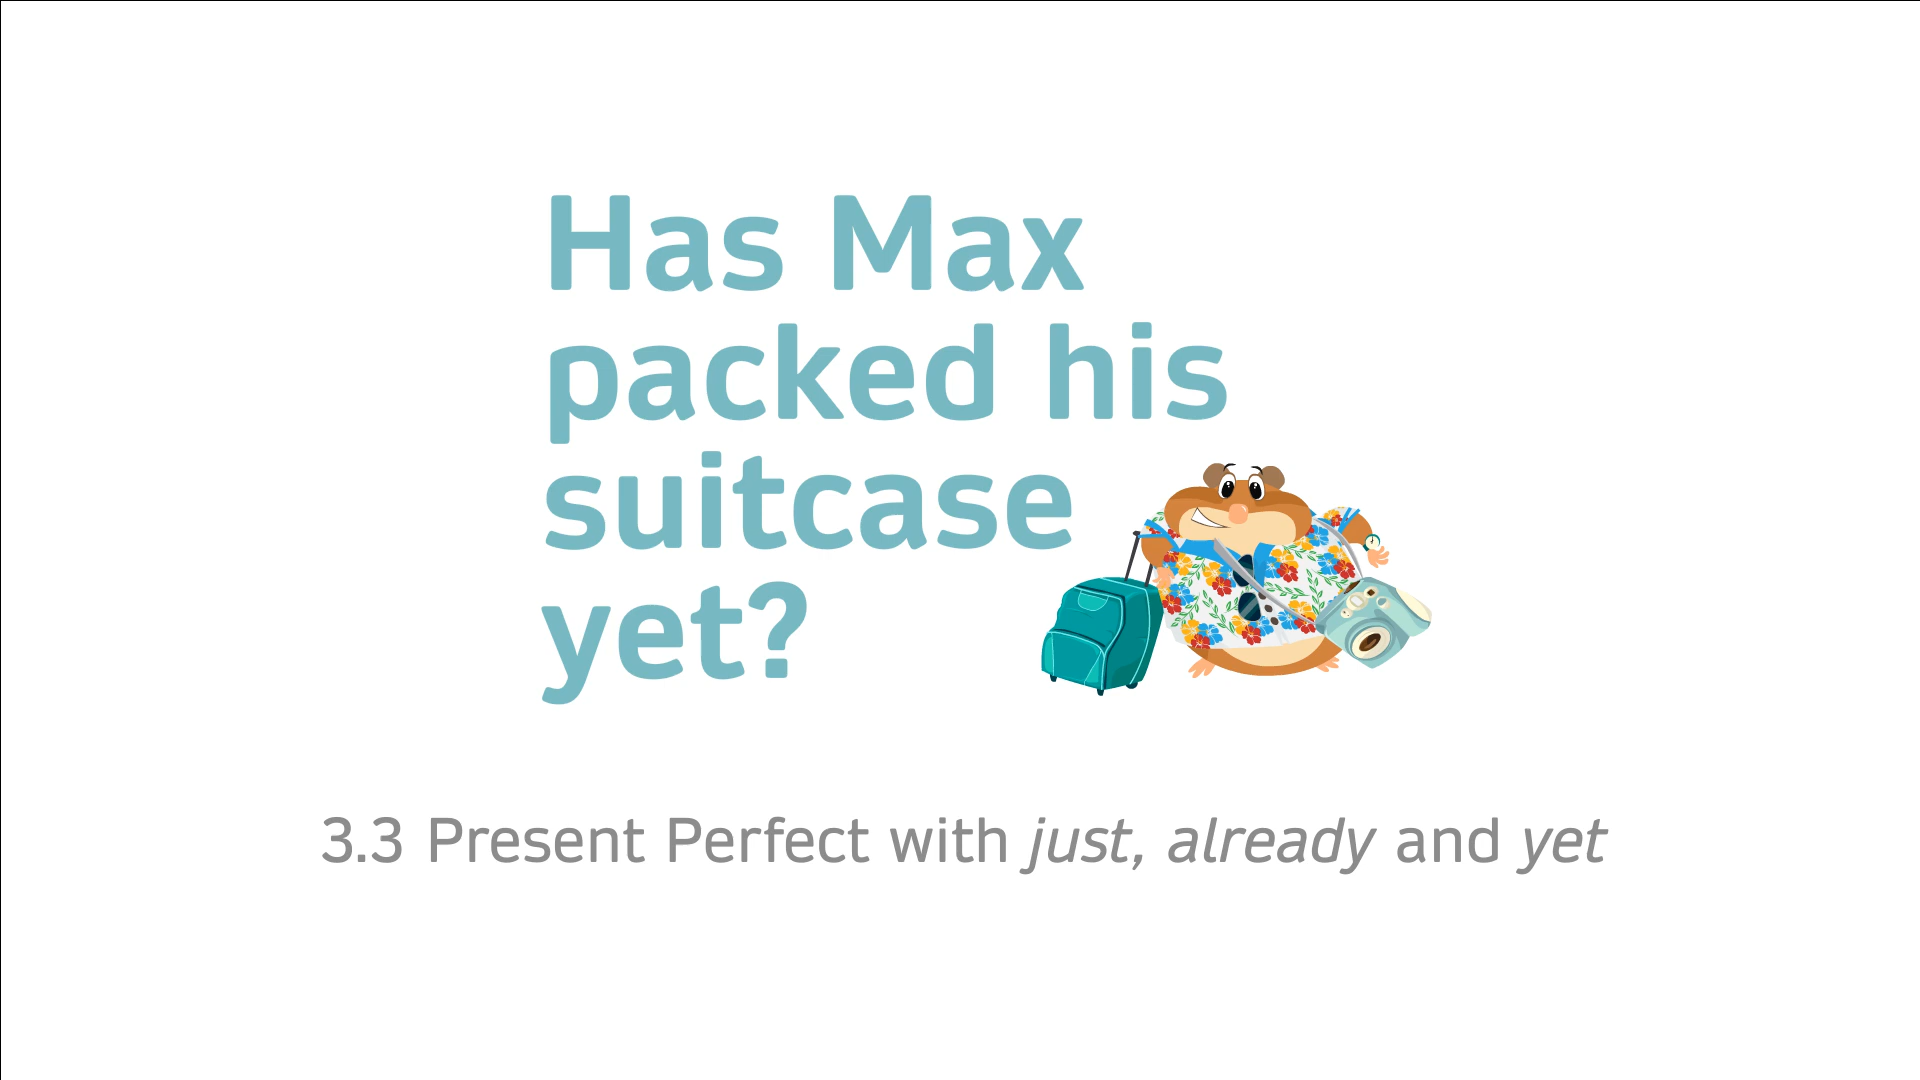 Has Max
packed his
suitcase
yet?
3.3 Present Perfect with just, already and yet